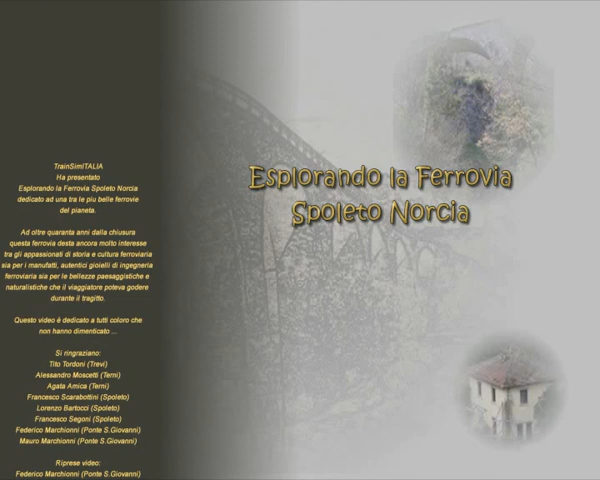 Esplorando la Ferrovia
Spoleto Norcia
TrainSimITALIA
Ha presentato
Esplorando la Ferrovia Spoleto Norcia
dedicato ad una tra le piu belle ferrovie
del pianeta.
Ad oltre quaranta anni dalla chiusura
questa ferrovia desta ancora molto interesse
tra gli appassionati di storia e cultura ferroviaria
sia per i manufatti, autentici gioielli di ingegneria
ferroviaria sia per le bellezze paesaggistiche e
naturalistiche che il viaggiatore poteva godere
durante il tragitto.
Questo video è dedicato a tutti coloro che
non hanno dimenticato ...
Si ringraziano:
Tito Tordoni (Trevi)
Alessandro Moscetti (Terni)
Agata Amica (Terni)
Francesco Scarabottini (Spoleto)
Lorenzo Bartocci (Spoleto)
Francesco Segoni (Spoleto)
Federico Marchionni (Ponte S.Giovanni)
Mauro Marchionni (Ponte S.Giovanni)
Riprese video:
Federico Marchionni (Ponte S.Giovanni)